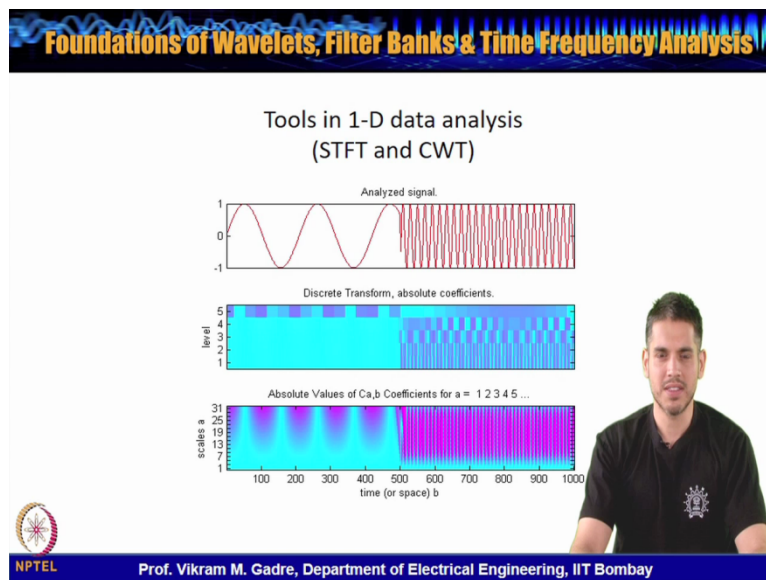 Foundations of Wavelets, Filter Banks & Time Frequency Analysis
Tools in 1-D data analysis
(STFT and CWT)
Analyzed signal.
1
0
-1
Discrete Transform, absolute coefficients.
level
5
4
3
2
1
Absolute Values of Ca,b Coefficients for a = 1 2 3 4 5 ...
scales a
31
25
19
13
7
1
100 200 300 400 500 600 700 800 900 1000
time (or space) b
NPTEL
Prof. Vikram M. Gadre, Department of Electrical Engineering, IIT Bombay